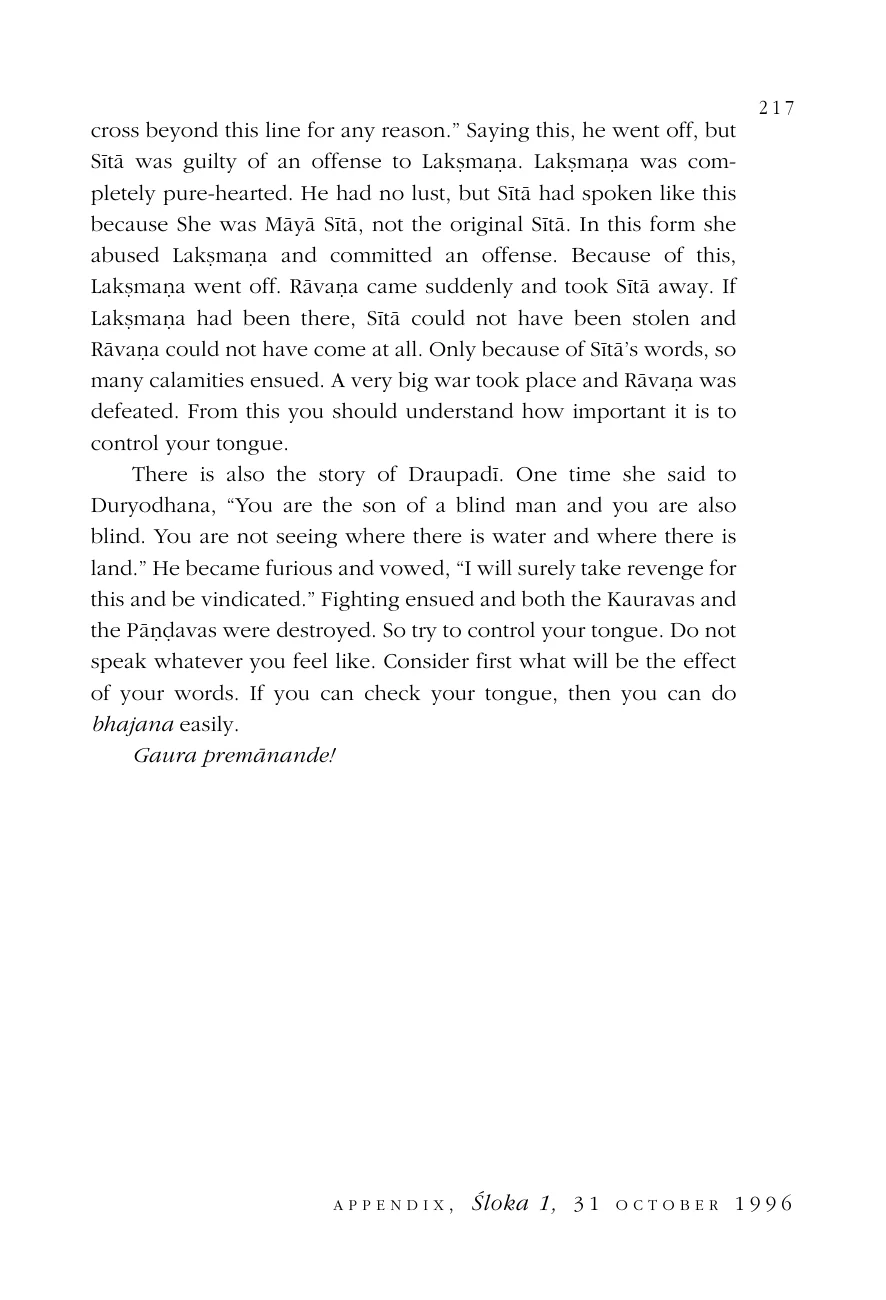 217
cross beyond this line for any reason.” Saying this, he went off, but
Sītā was guilty of an offense to Lakṣmaṇa. Lakṣmaṇa was com-
pletely pure-hearted. He had no lust, but Sītā had spoken like this
because She was Māyā Sītā, not the original Sītā. In this form she
abused Lakṣmaṇa and committed an offense. Because of this,
Lakṣmaṇa went off. Rāvaṇa came suddenly and took Sītā away. If
Lakṣmaṇa had been there, Sītā could not have been stolen and
Rāvaṇa could not have come at all. Only because of Sītā’s words, so
many calamities ensued. A very big war took place and Rāvaṇa was
defeated. From this you should understand how important it is to
control your tongue.
There is also the story of Draupadī. One time she said to
Duryodhana, “You are the son of a blind man and you are also
blind. You are not seeing where there is water and where there is
land.” He became furious and vowed, “I will surely take revenge for
this and be vindicated.” Fighting ensued and both the Kauravas and
the Pāṇḍavas were destroyed. So try to control your tongue. Do not
speak whatever you feel like. Consider first what will be the effect
of your words. If you can check your tongue, then you can do
bhajana easily.
Gaura premānande!
APPENDIX, Śloka 1, 31 OCTOBER 1996